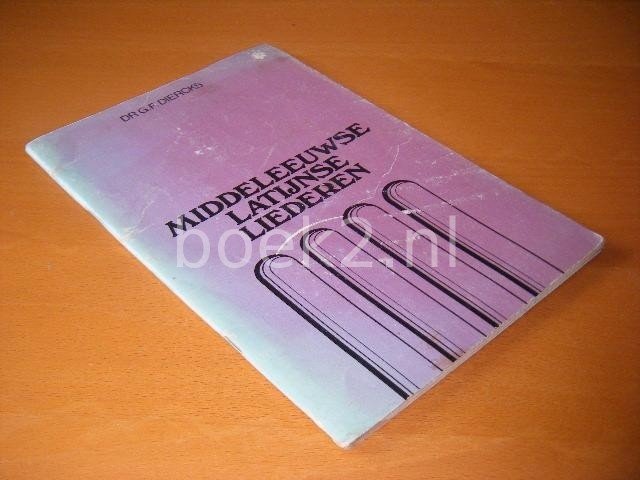 DR G.F. DIERCKS
MIDDELEEUWSE
LATIJNSE
LIEDEREN
boek2.nl